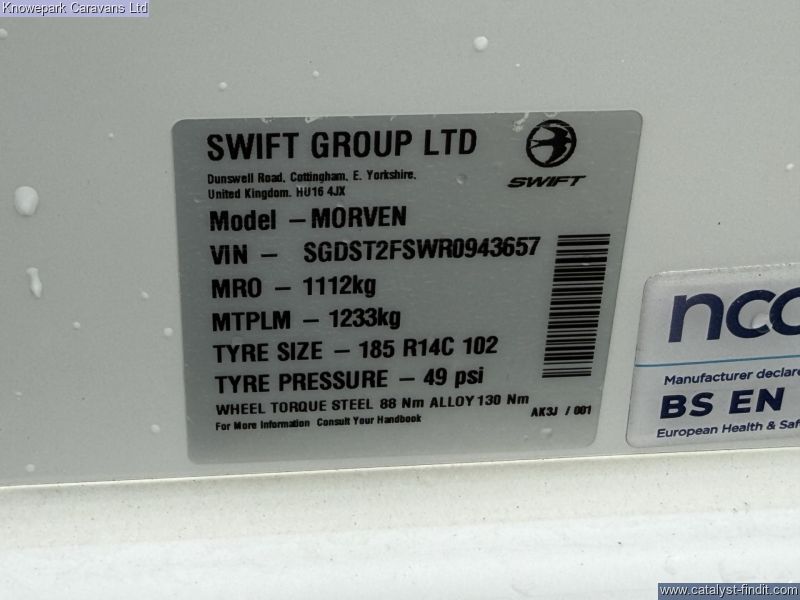 Knowepark Caravans Ltd
SWIFT GROUP LTD
Dunswell Road, Cottingham, E. Yorkshire,
United Kingdom. HU16 4JX
SWIFT
Model – MORVEN
VIN – SGDST2FSWR0943657
MRO – 1112kg
MTPLM – 1233kg
TYRE SIZE – 185 R14C 102
TYRE PRESSURE – 49 psi
WHEEL TORQUE STEEL 88 Nm ALLOY 130 Nm
For More Information Consult Your Handbook
AK3J / 001
ncc
Manufacturer declare
BS EN
European Health & Saf
www.catalyst-findit.com